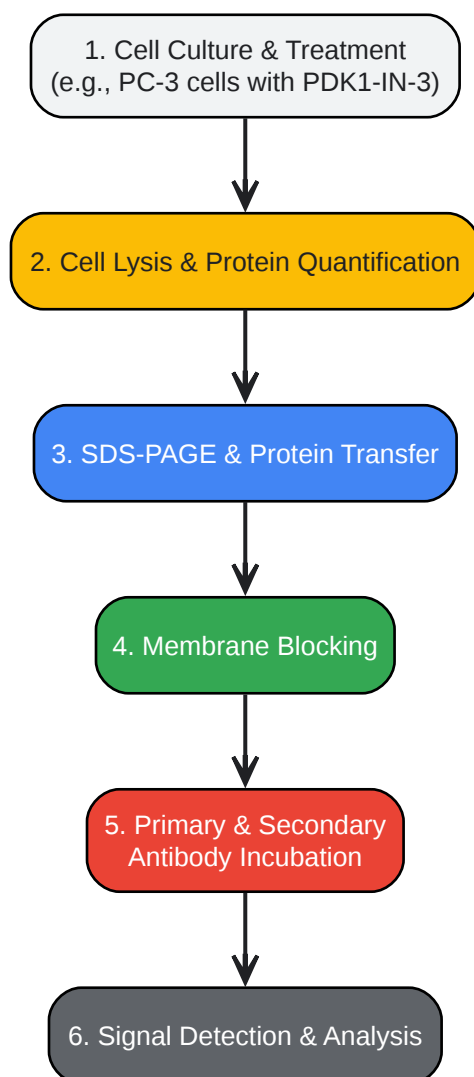 1. Cell Culture & Treatment
(e.g., PC-3 cells with PDK1-IN-3)
2. Cell Lysis & Protein Quantification
3. SDS-PAGE & Protein Transfer
4. Membrane Blocking
5. Primary & Secondary
Antibody Incubation
6. Signal Detection & Analysis